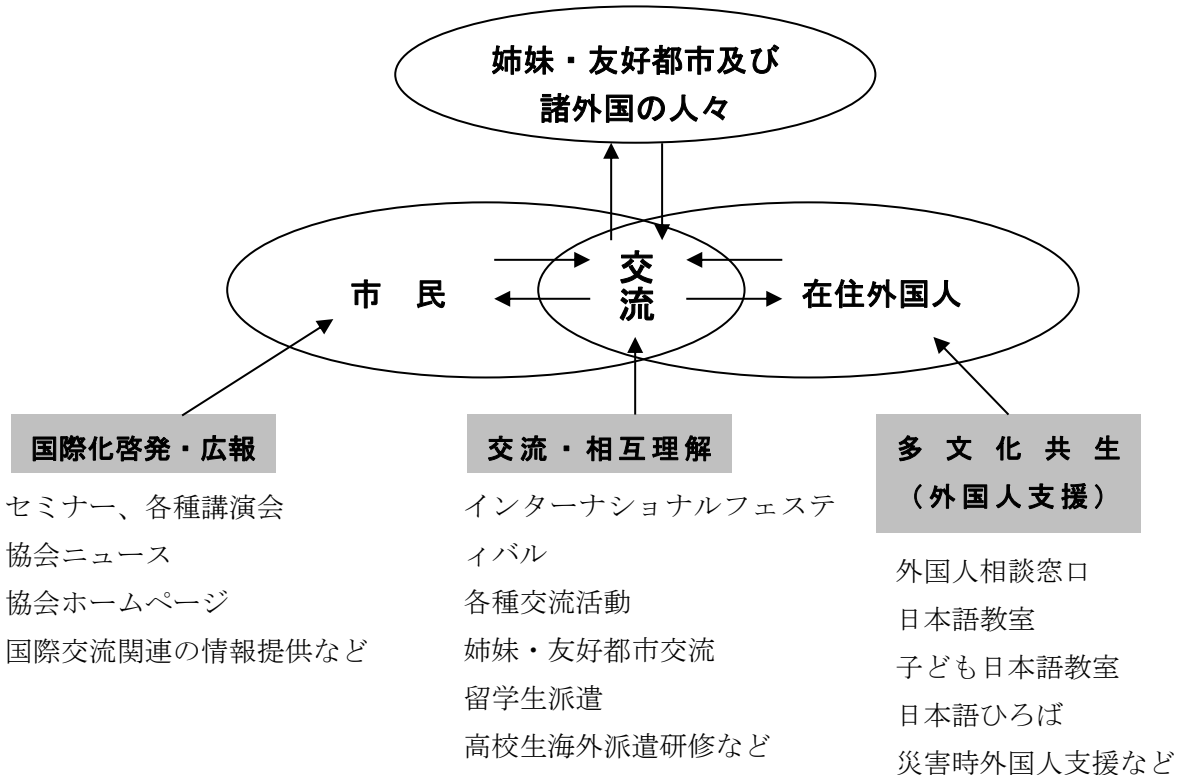 姉妹・友好都市及び
諸外国の人々
市　民
交流
在住外国人
国際化啓発・広報
セミナー、各種講演会
協会ニュース
協会ホームページ
国際交流関連の情報提供など
交流・相互理解
インターナショナルフェステ
ィバル
各種交流活動
姉妹・友好都市交流
留学生派遣
高校生海外派遣研修など
多文化共生
（外国人支援）
外国人相談窓口
日本語教室
子ども日本語教室
日本語ひろば
災害時外国人支援など